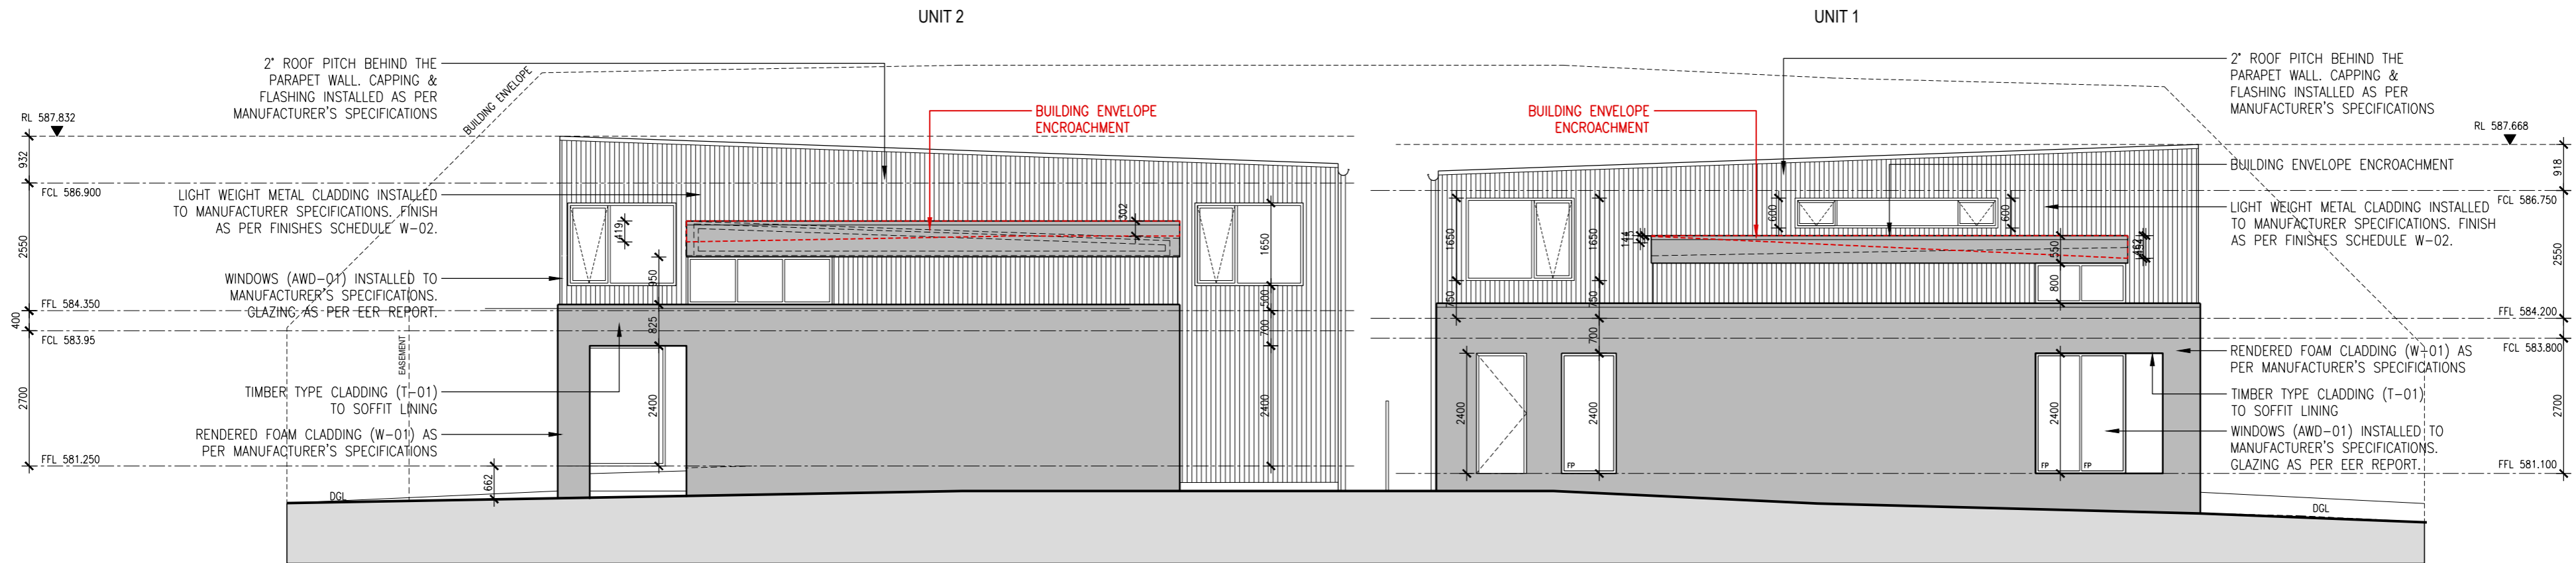 UNIT 2
UNIT 1
2° ROOF PITCH BEHIND THE
PARAPET WALL. CAPPING &
FLASHING INSTALLED AS PER
MANUFACTURER'S SPECIFICATIONS
BUILDING ENVELOPE
BUILDING ENVELOPE
ENCROACHMENT
RL 587.832
932
FCL 586.900
LIGHT WEIGHT METAL CLADDING INSTALLED
TO MANUFACTURER SPECIFICATIONS. FINISH
AS PER FINISHES SCHEDULE W-02.
2550
WINDOWS (AWD-01) INSTALLED TO
MANUFACTURER'S SPECIFICATIONS.
GLAZING AS PER EER REPORT.
FFL 584.350
400
FCL 583.95
EASEMENT
2700
TIMBER TYPE CLADDING (T-01)
TO SOFFIT LINING
RENDERED FOAM CLADDING (W-01) AS
PER MANUFACTURER'S SPECIFICATIONS
FFL 581.250
662
DGL
419
302
950
825
2400
1650
500
700
2400
BUILDING ENVELOPE
ENCROACHMENT
2° ROOF PITCH BEHIND THE
PARAPET WALL. CAPPING &
FLASHING INSTALLED AS PER
MANUFACTURER'S SPECIFICATIONS
RL 587.668
918
BUILDING ENVELOPE ENCROACHMENT
FCL 586.750
LIGHT WEIGHT METAL CLADDING INSTALLED
TO MANUFACTURER SPECIFICATIONS. FINISH
AS PER FINISHES SCHEDULE W-02.
2550
FFL 584.200
FCL 583.800
RENDERED FOAM CLADDING (W-01) AS
PER MANUFACTURER'S SPECIFICATIONS
TIMBER TYPE CLADDING (T-01)
TO SOFFIT LINING
2700
WINDOWS (AWD-01) INSTALLED TO
MANUFACTURER'S SPECIFICATIONS.
GLAZING AS PER EER REPORT.
FFL 581.100
DGL
1650
750
2400
1650
750
700
2400
600
600
550
800
2400
FP
FP
FP